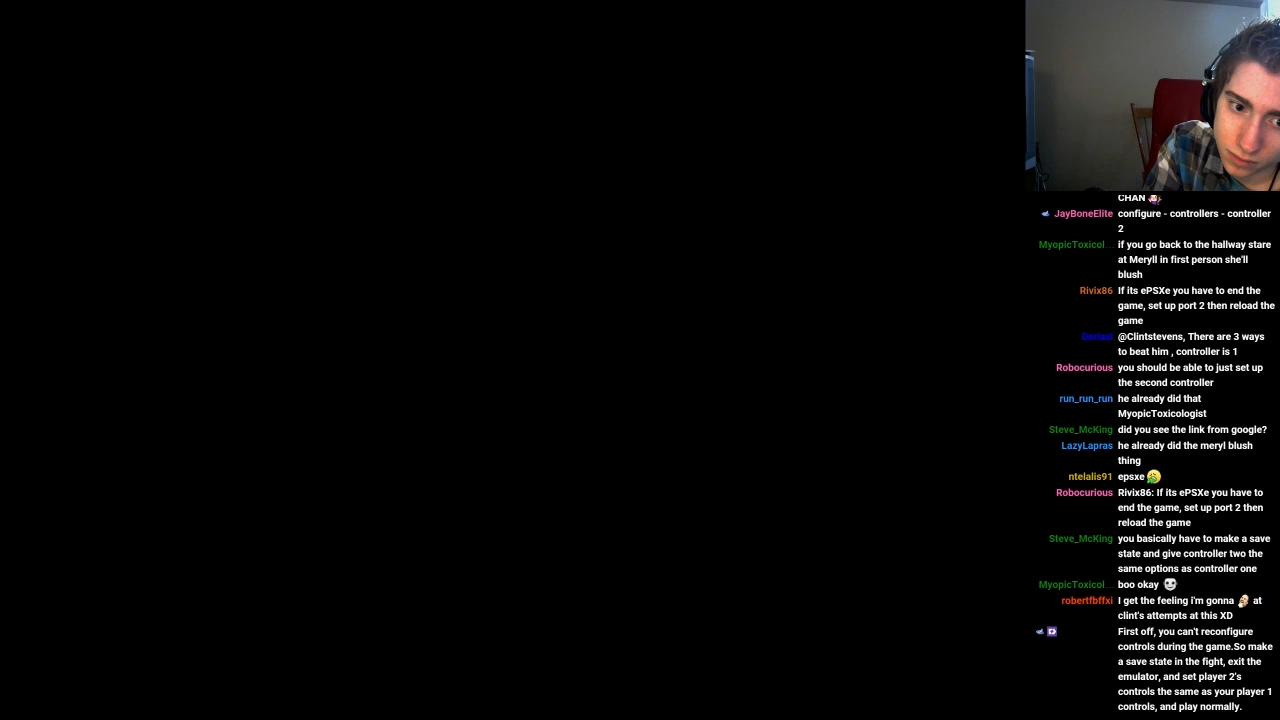 CHAN
JayBoneElite configure - controllers - controller
2
MyopicToxicol... if you go back to the hallway stare
at Meryll in first person she'll
blush
Rivix86 If its ePSXe you have to end the
game, set up port 2 then reload the
game
@Clintstevens, There are 3 ways
to beat him , controller is 1
Robocurious you should be able to just set up
the second controller
run_run_run he already did that
MyopicToxicologist
Steve_McKing did you see the link from google?
LazyLapras he already did the meryl blush
thing
ntelalis91 epsxe
Robocurious Rivix86: If its ePSXe you have to
end the game, set up port 2 then
reload the game
Steve_McKing you basically have to make a save
state and give controller two the
same options as controller one
MyopicToxicol... boo okay
robertfbffxi I get the feeling i'm gonna at
clint's attempts at this XD
First off, you can't reconfigure
controls during the game.So make
a save state in the fight, exit the
emulator, and set player 2's
controls the same as your player 1
controls, and play normally.